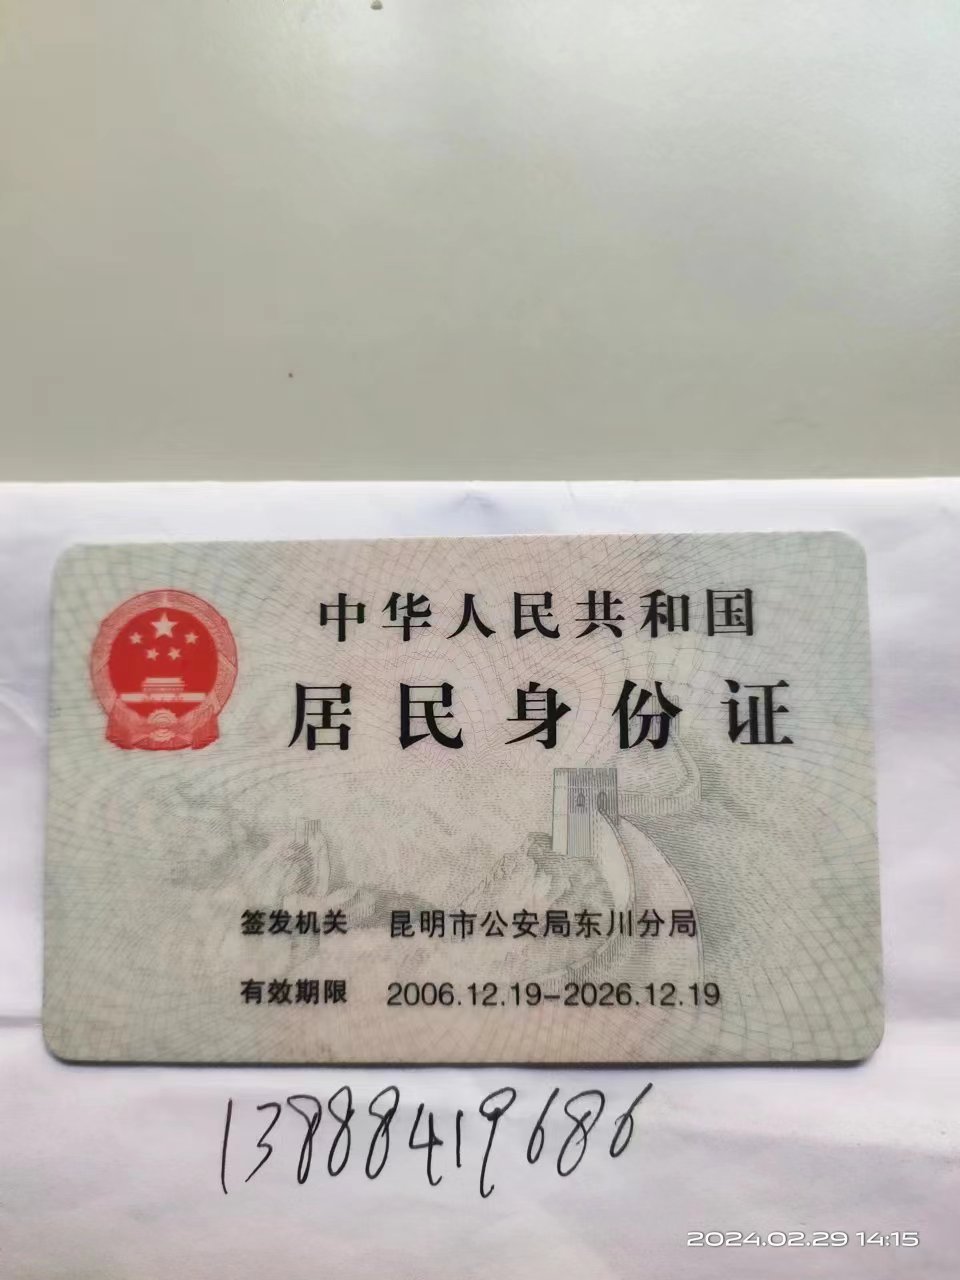 中华人民共和国
居民身份证
签发机关 昆明市公安局东川分局
有效期限 2006.12.19-2026.12.19
13888419686
2024.02.29 14:15